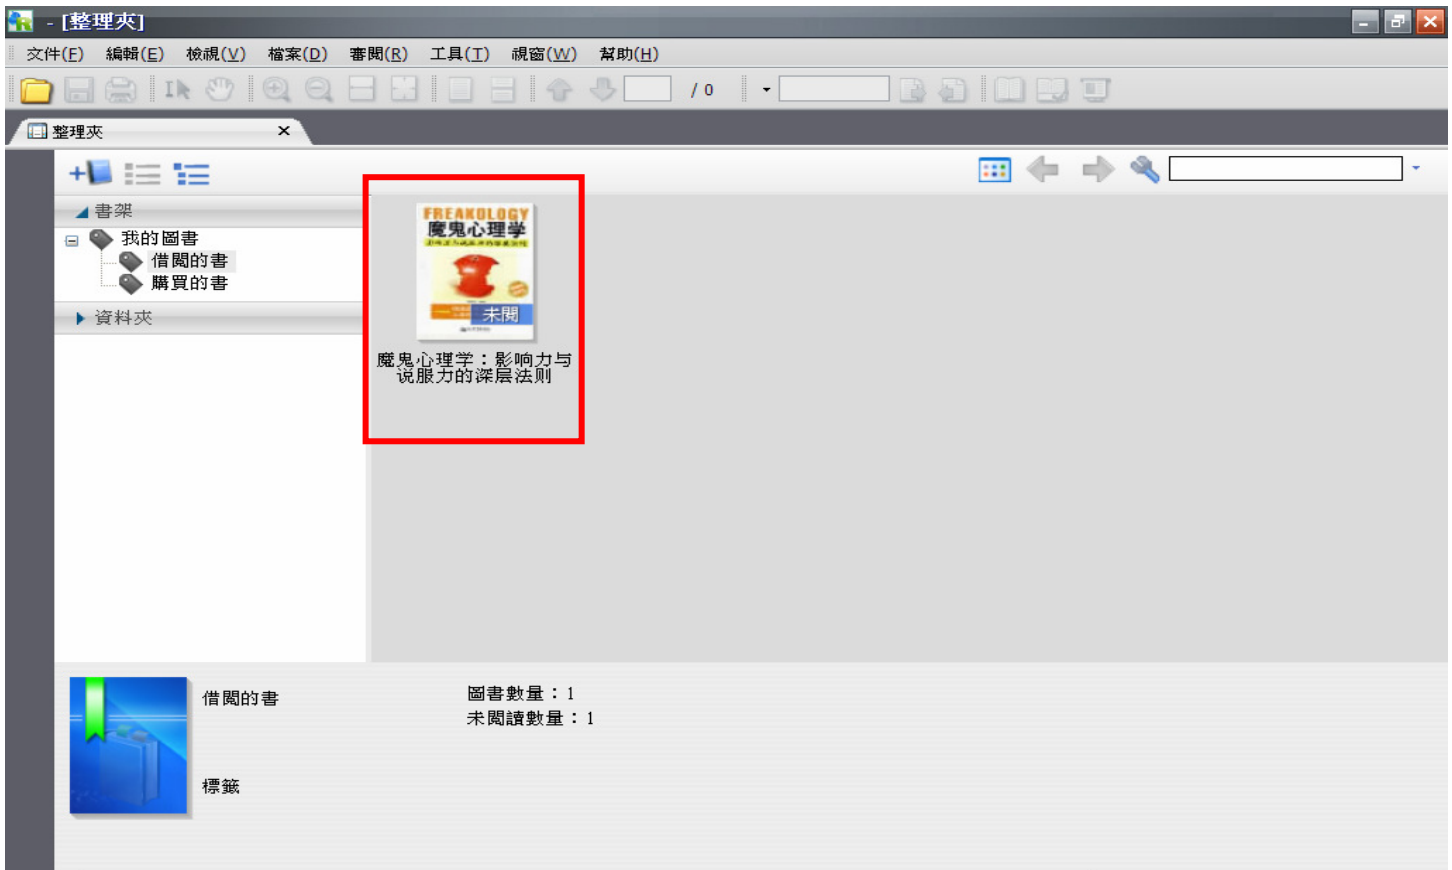 - [整理夾]
文件(F) 編輯(E) 檢視(V) 檔案(D) 審閱(R) 工具(T) 視窗(W) 幫助(H)
/ 0
整理夾
書架
我的圖書
借閱的書
購買的書
資料夾
FREAKOLOGY
魔鬼心理学
未閱
魔鬼心理学：影响力与
说服力的深层法则
借閱的書
圖書數量：1
未閱讀數量：1
標籤